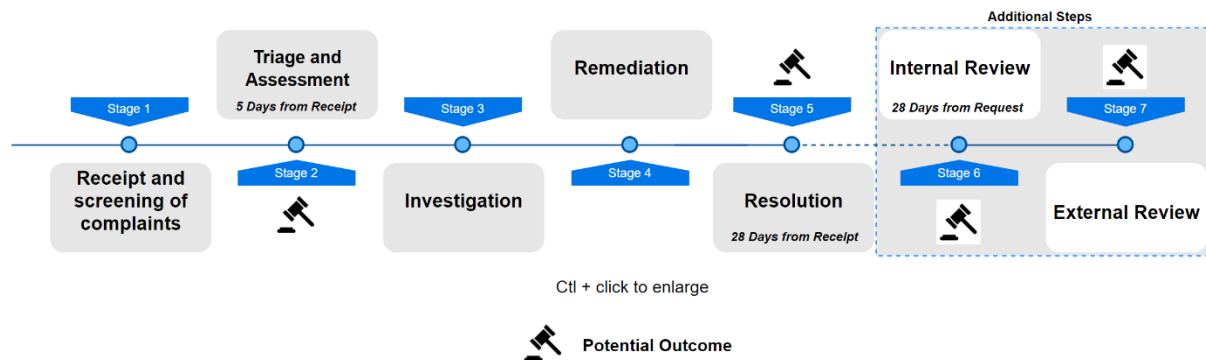 Additional Steps
Triage and
Assessment
5 Days from Receipt
Remediation
Internal Review
28 Days from Request
Stage 1
Stage 3
Stage 5
Stage 7
Stage 2
Stage 4
Stage 6
Receipt and
screening of
complaints
Investigation
Resolution
28 Days from Receipt
External Review
Ctl + click to enlarge
Potential Outcome